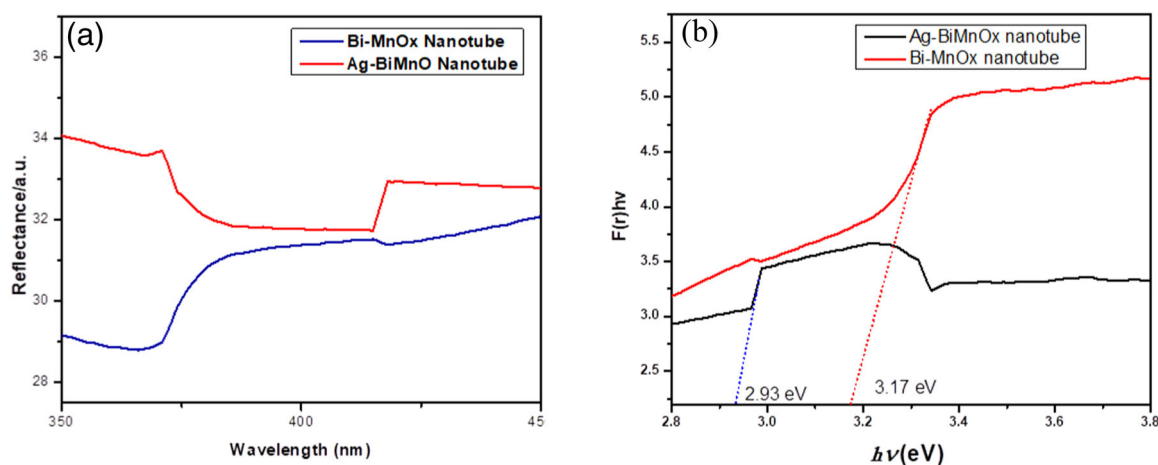 (a)
Bi-MnOx Nanotube
Ag-BiMnO Nanotube
Reflectance/a.u.
36
34
32
30
28
350
400
45
Wavelength (nm)
(b)
Ag-BiMnOx nanotube
Bi-MnOx nanotube
F(r)hv
5.5
5.0
4.5
4.0
3.5
3.0
2.5
2.93 eV
3.17 eV
2.8
3.0
3.2
3.4
3.6
3.8
hν(eV)